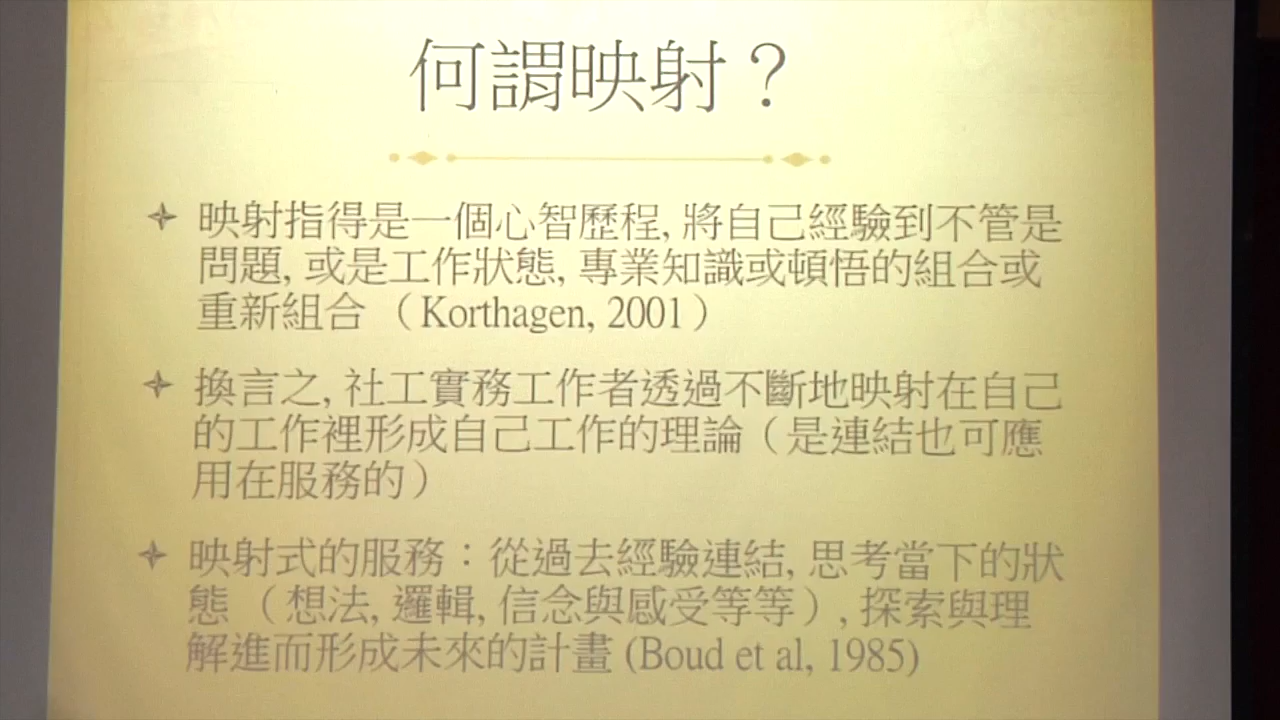 何謂映射？
映射指得是一個心智歷程, 將自己經驗到不管是
問題, 或是工作狀態, 專業知識或頓悟的組合或
重新組合 （Korthagen, 2001）
換言之, 社工實務工作者透過不斷地映射在自己
的工作裡形成自己工作的理論（是連結也可應
用在服務的）
映射式的服務：從過去經驗連結, 思考當下的狀
態 （想法, 邏輯, 信念與感受等等）, 探索與理
解進而形成未來的計畫 (Boud et al, 1985)